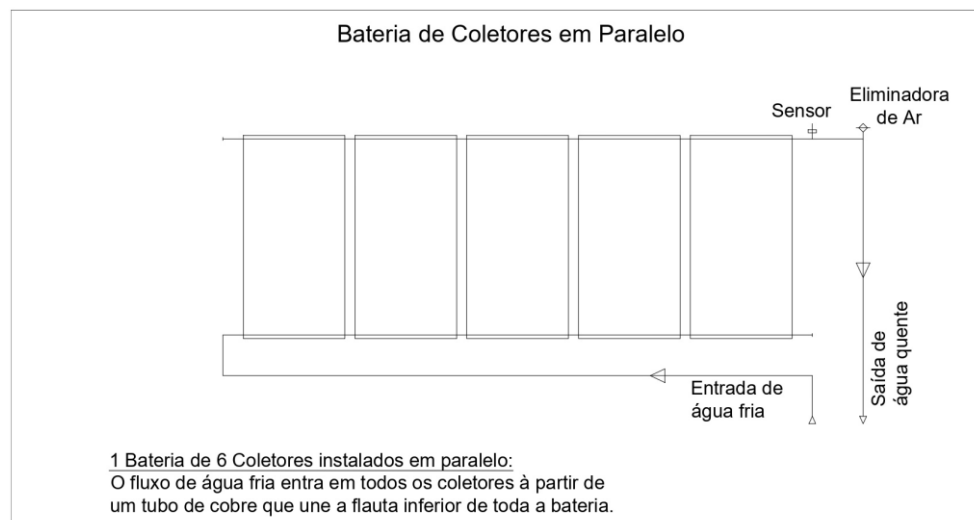 Bateria de Coletores em Paralelo
Sensor
Eliminadora
de Ar
Saída de
água quente
Entrada de
água fria
1 Bateria de 6 Coletores instalados em paralelo:
O fluxo de água fria entra em todos os coletores à partir de
um tubo de cobre que une a flauta inferior de toda a bateria.